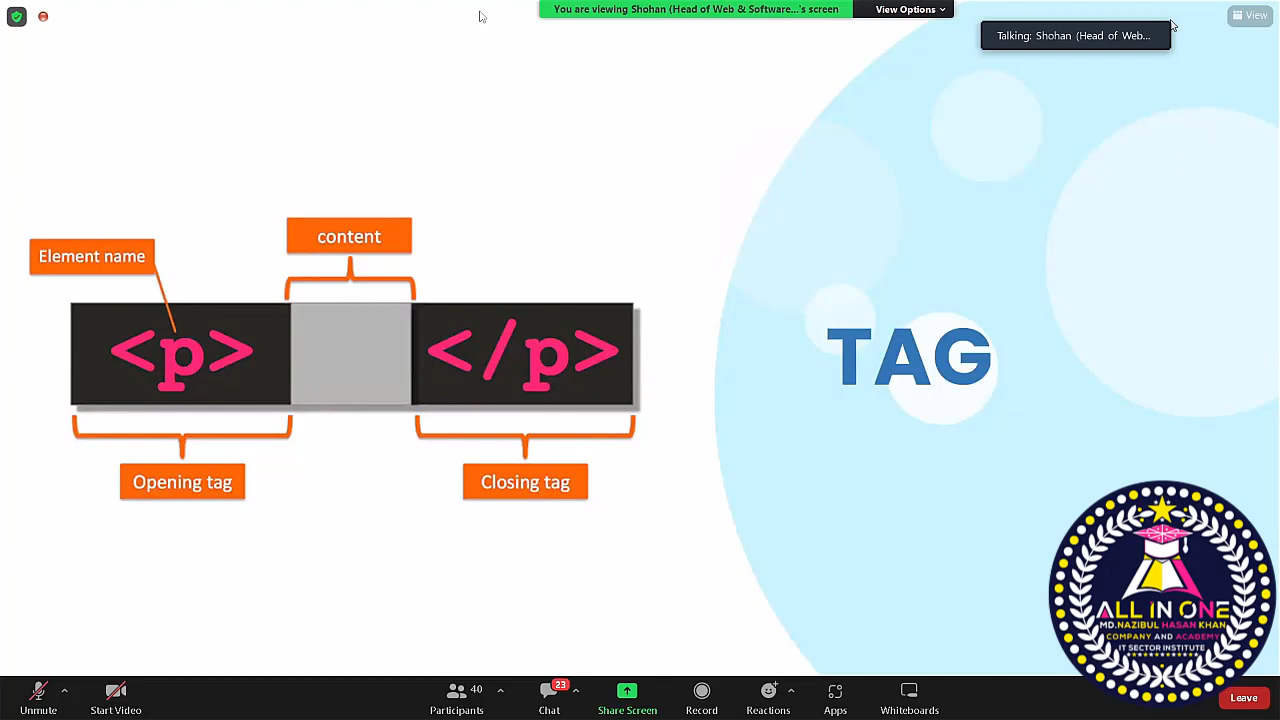 You are viewing Shohan (Head of Web & Software...'s screen
View Options
View
Talking: Shohan (Head of Web...
content
Element name
<p>
</p>
TAG
Opening tag
Closing tag
ALL IN ONE
MD.NAZIBUL HASAN KHAN
COMPANY AND ACADEMY
IT SECTOR INSTITUTE
Unmute
Start Video
40
Participants
23
Chat
Share Screen
Record
Reactions
Apps
Whiteboards
Leave